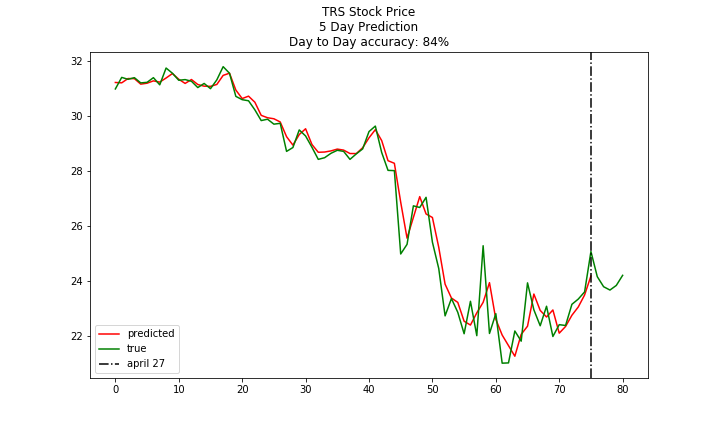 TRS Stock Price
5 Day Prediction
Day to Day accuracy: 84%
32
30
28
26
24
22
predicted
true
april 27
0 10 20 30 40 50 60 70 80